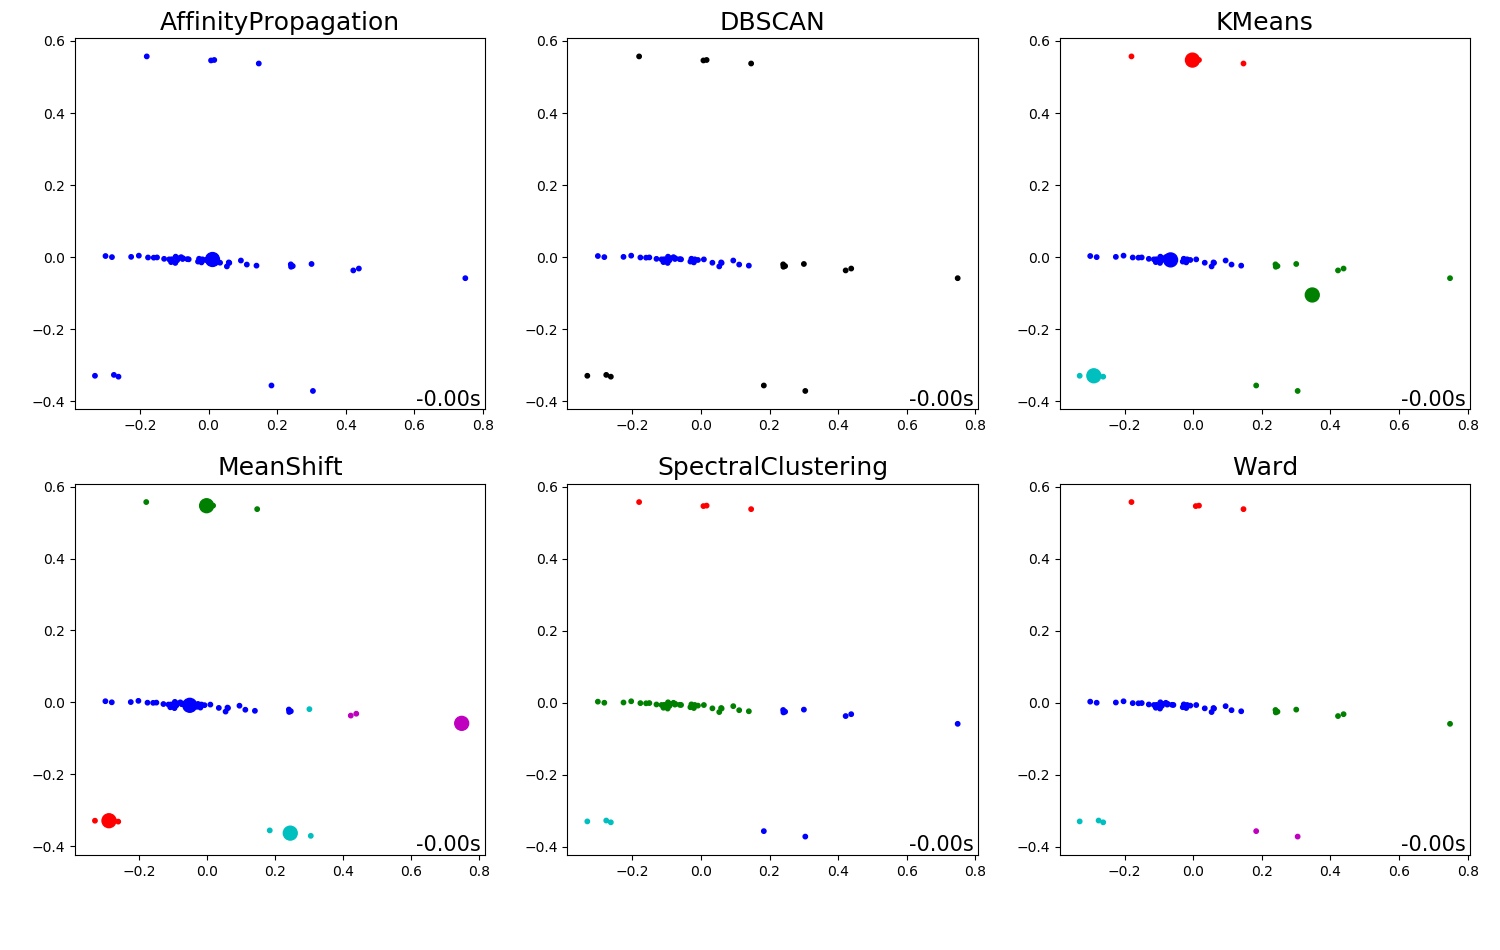 AffinityPropagation DBSCAN KMeans
0.6 0.6 0.6
0.4 0.4 0.4
0.2 0.2 0.2
0.0 0.0 0.0
−0.2 −0.2 −0.2
−0.4 -0.00s −0.4 -0.00s −0.4 -0.00s
−0.2 0.0 0.2 0.4 0.6 0.8 −0.2 0.0 0.2 0.4 0.6 0.8 −0.2 0.0 0.2 0.4 0.6 0.8
MeanShift SpectralClustering Ward
0.6 0.6 0.6
0.4 0.4 0.4
0.2 0.2 0.2
0.0 0.0 0.0
−0.2 −0.2 −0.2
−0.4 -0.00s −0.4 -0.00s −0.4 -0.00s
−0.2 0.0 0.2 0.4 0.6 0.8 −0.2 0.0 0.2 0.4 0.6 0.8 −0.2 0.0 0.2 0.4 0.6 0.8